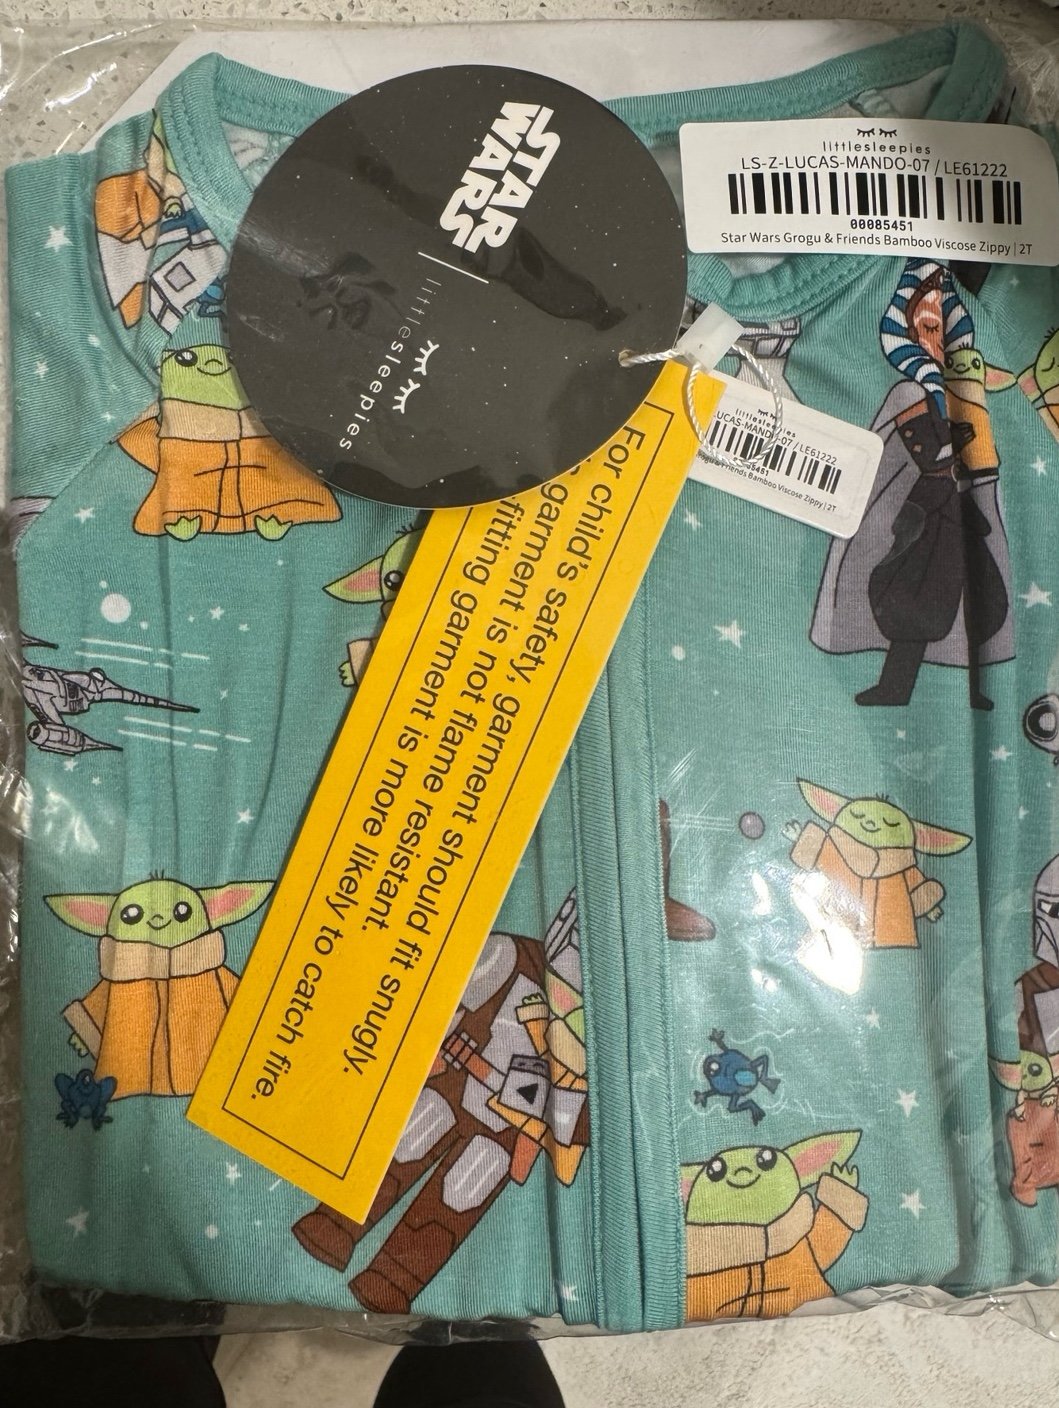 STAR
WARS
littlesleepies
littlesleepies
LS-Z-LUCAS-MANDO-07 / LE61222
00085451
Star Wars Grogu & Friends Bamboo Viscose Zippy | 2T
littlesleepies
LUCAS-MANDO-07 / LE61222
85451
Grogu & Friends Bamboo Viscose Zippy | 2T
For child's safety, garment should fit snugly.
garment is not flame resistant.
fitting garment is more likely to catch fire.